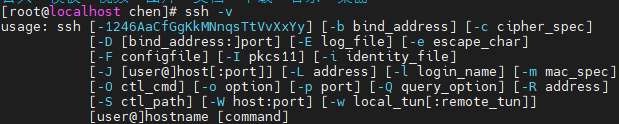 [root@localhost chen]# ssh -v
usage: ssh [-1246AaCfGgKkMNnqsTtVvXxYy] [-b bind_address] [-c cipher_spec]
[-D [bind_address:]port] [-E log_file] [-e escape_char]
[-F configfile] [-I pkcs11] [-i identity_file]
[-J [user@]host[:port]] [-L address] [-l login_name] [-m mac_spec]
[-O ctl_cmd] [-o option] [-p port] [-Q query_option] [-R address]
[-S ctl_path] [-W host:port] [-w local_tun[:remote_tun]]
[user@]hostname [command]